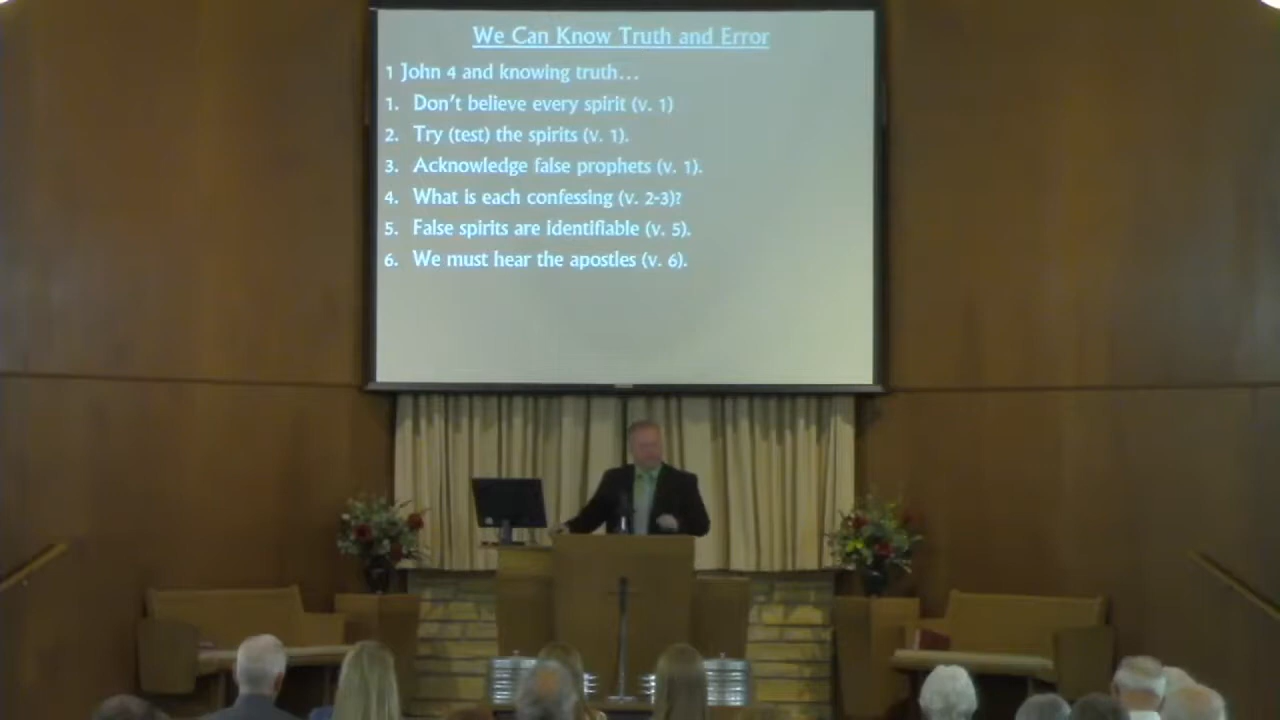 We Can Know Truth and Error
1 John 4 and knowing truth...
1. Don't believe every spirit (v. 1)
2. Try (test) the spirits (v. 1).
3. Acknowledge false prophets (v. 1).
4. What is each confessing (v. 2-3)?
5. False spirits are identifiable (v. 5).
6. We must hear the apostles (v. 6).